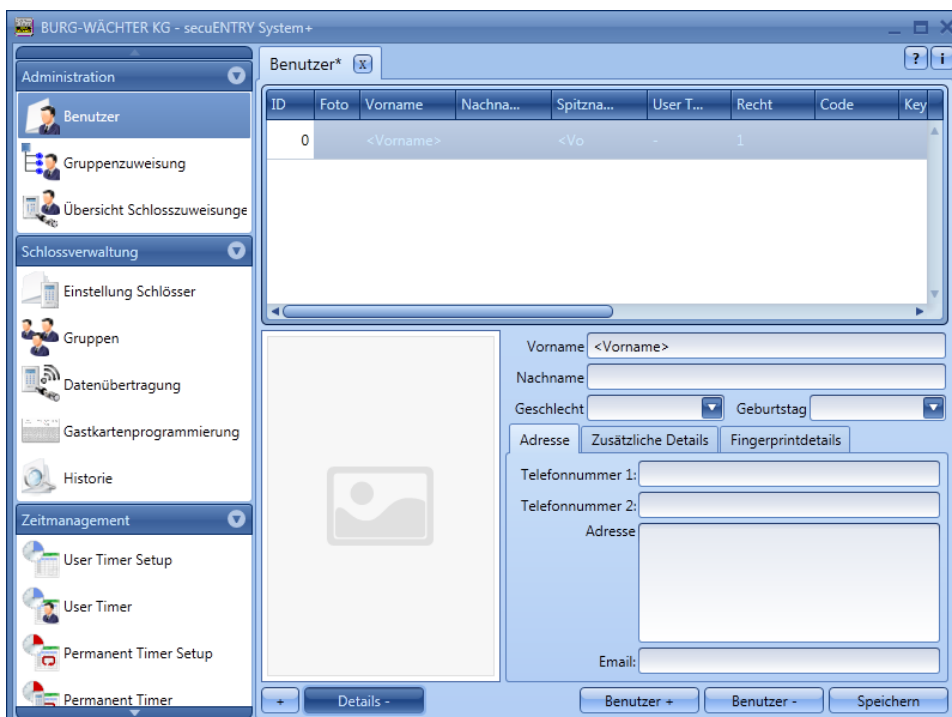 BURG-WÄCHTER KG - secuENTRY System+
Administration
Benutzer
Gruppenzuweisung
Übersicht Schlosszuweisunge
Schlossverwaltung
Einstellung Schlösser
Gruppen
Datenübertragung
Gastkartenprogrammierung
Historie
Zeitmanagement
User Timer Setup
User Timer
Permanent Timer Setup
Permanent Timer
Benutzer* X
? i
ID Foto Vorname Nachna... Spitzna... User T... Recht Code Key
0 <Vorname> <Vo - 1
Vorname <Vorname>
Nachname
Geschlecht Geburtstag
Adresse Zusätzliche Details Fingerprintdetails
Telefonnummer 1:
Telefonnummer 2:
Adresse
Email:
+ Details - Benutzer + Benutzer - Speichern